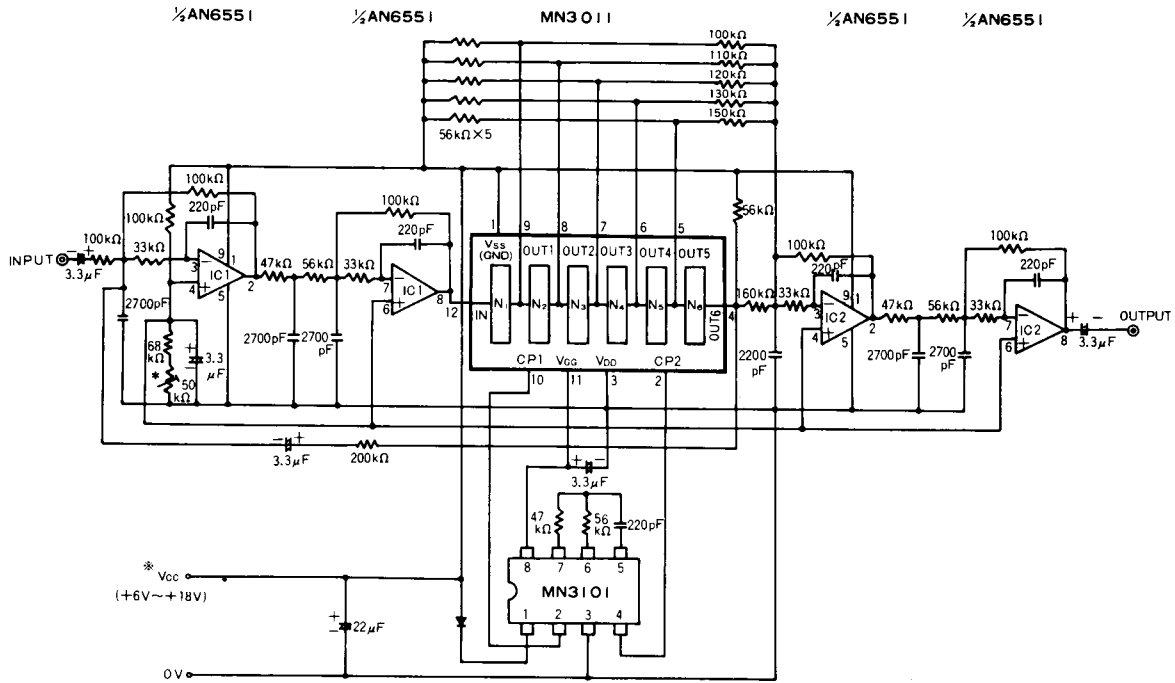 ½AN6551 ½AN6551 MN3011 ½AN6551 ½AN6551
100kΩ
110kΩ
120kΩ
130kΩ
150kΩ
56kΩ×5
100kΩ
220pF
100kΩ
100kΩ
33kΩ
INPUT
3.3μF
2700pF
3 9 1
4 5 2
IC1
68
kΩ
* 50
kΩ
3.3
μF
47kΩ 56kΩ 33kΩ
2700pF
2700
pF
100kΩ
220pF
7
6
IC1
8
12
1 9 8 7 6 5
VSS
(GND)
OUT1 OUT2 OUT3 OUT4 OUT5
N1 N2 N3 N4 N5 N6
IN
OUT6
4
CP1 VGG VDD CP2
10 11 3 2
56kΩ
160kΩ 33kΩ
2200
pF
100kΩ
220pF
3 9 1
4 5 2
IC2
47kΩ 56kΩ 33kΩ
2700pF
2700
pF
100kΩ
220pF
7
6
IC2
8
3.3μF
OUTPUT
3.3μF
200kΩ
3.3μF
47
kΩ
56
kΩ
220pF
8 7 6 5
MN3101
1 2 3 4
※ Vcc
(+6V~+18V)
22μF
0V